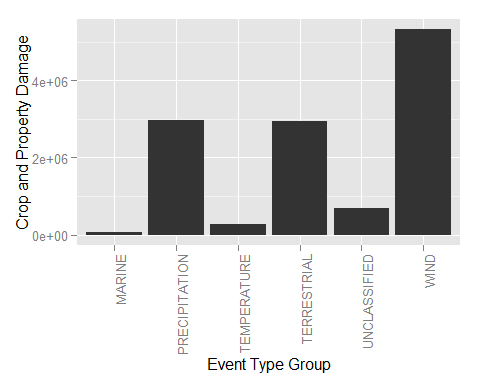 Crop and Property Damage
4e+06
2e+06
0e+00
MARINE
PRECIPITATION
TEMPERATURE
TERRESTRIAL
UNCLASSIFIED
WIND
Event Type Group